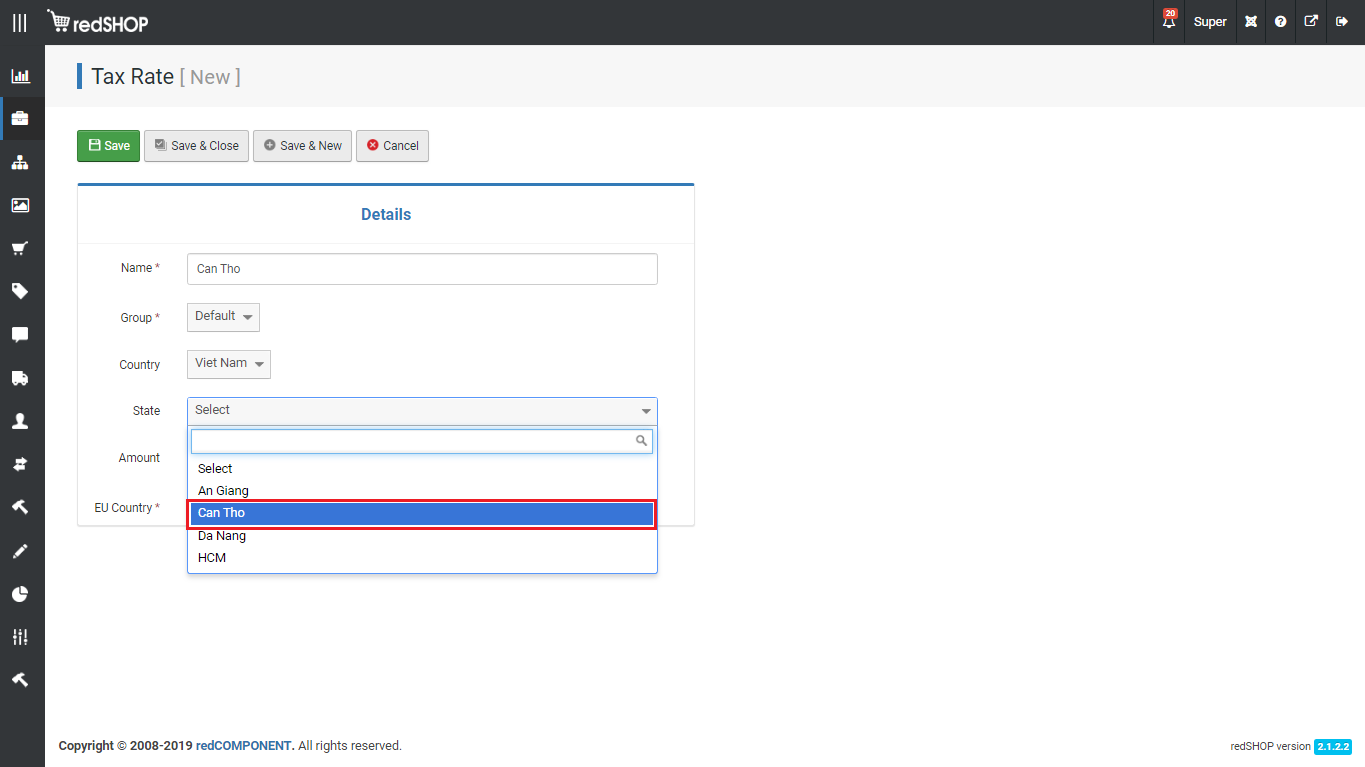 redSHOP
20
Super
Tax Rate [ New ]
Save
Save & Close
Save & New
Cancel
Details
Name *
Can Tho
Group *
Default
Country
Viet Nam
State
Select
Amount
EU Country *
Select
An Giang
Can Tho
Da Nang
HCM
Copyright © 2008-2019 redCOMPONENT. All rights reserved.
redSHOP version 2.1.2.2